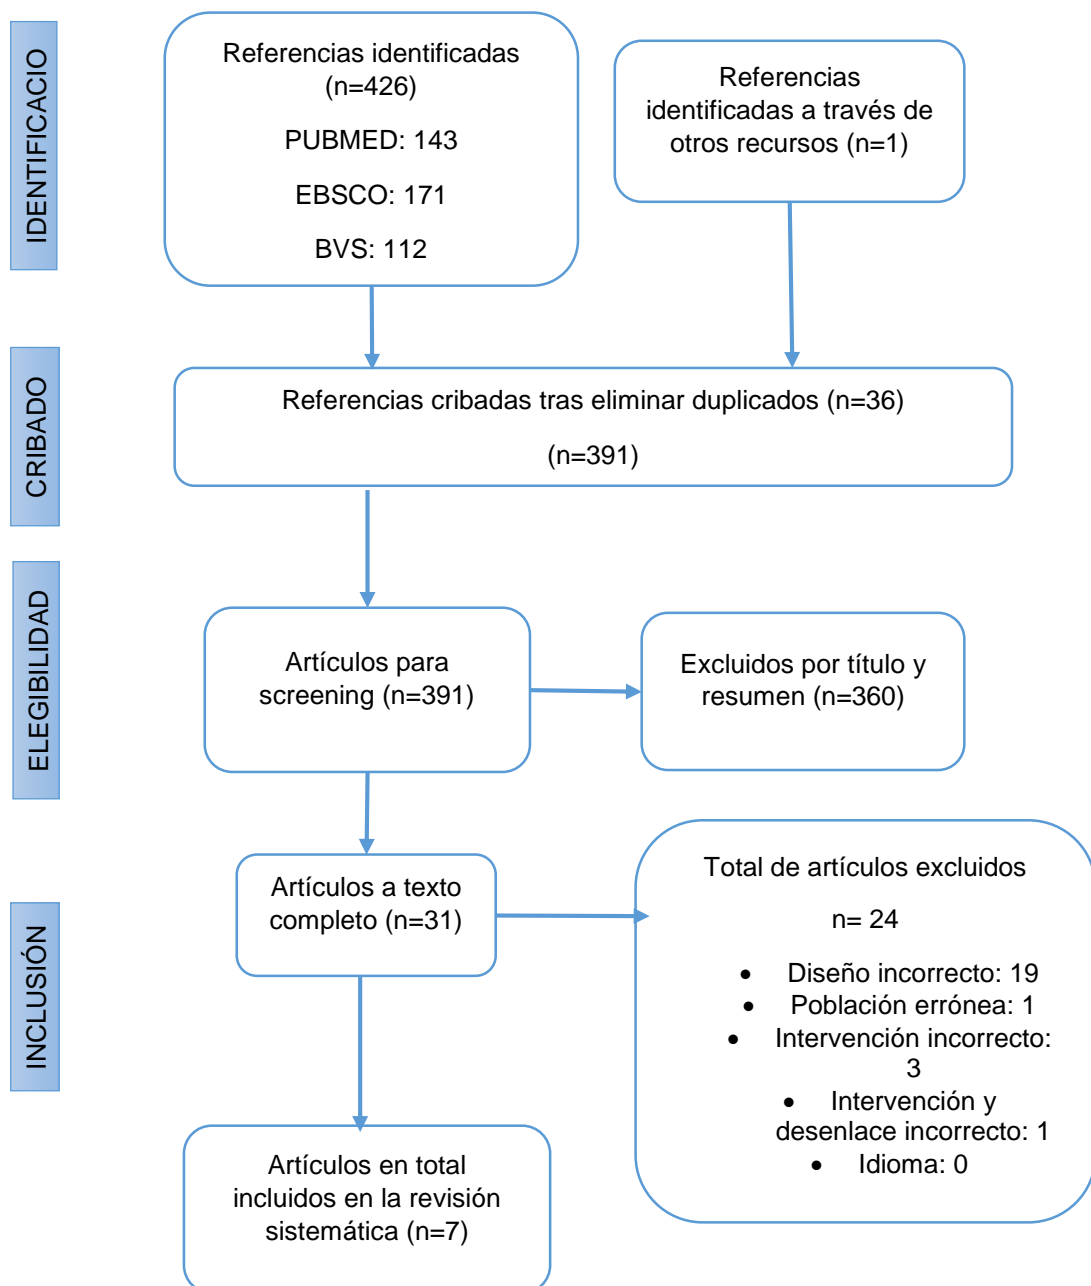 IDENTIFICACIO
Referencias identificadas
(n=426)
PUBMED: 143
EBSCO: 171
BVS: 112
Referencias
identificadas a través de
otros recursos (n=1)
CRIBADO
Referencias cribadas tras eliminar duplicados (n=36)
(n=391)
ELEGIBILIDAD
Artículos para
screening (n=391)
Excluidos por título y
resumen (n=360)
INCLUSIÓN
Artículos a texto
completo (n=31)
Total de artículos excluidos
n= 24
• Diseño incorrecto: 19
• Población errónea: 1
• Intervención incorrecto:
3
• Intervención y
desenlace incorrecto: 1
• Idioma: 0
Artículos en total
incluidos en la revisión
sistemática (n=7)